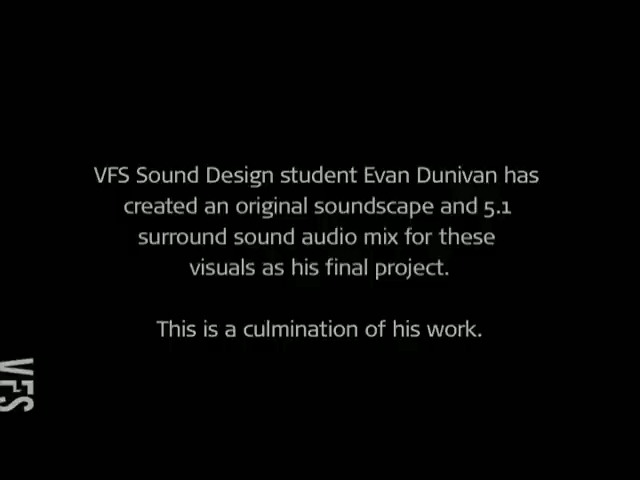 VFS Sound Design student Evan Dunivan has
created an original soundscape and 5.1
surround sound audio mix for these
visuals as his final project.
This is a culmination of his work.
VFS